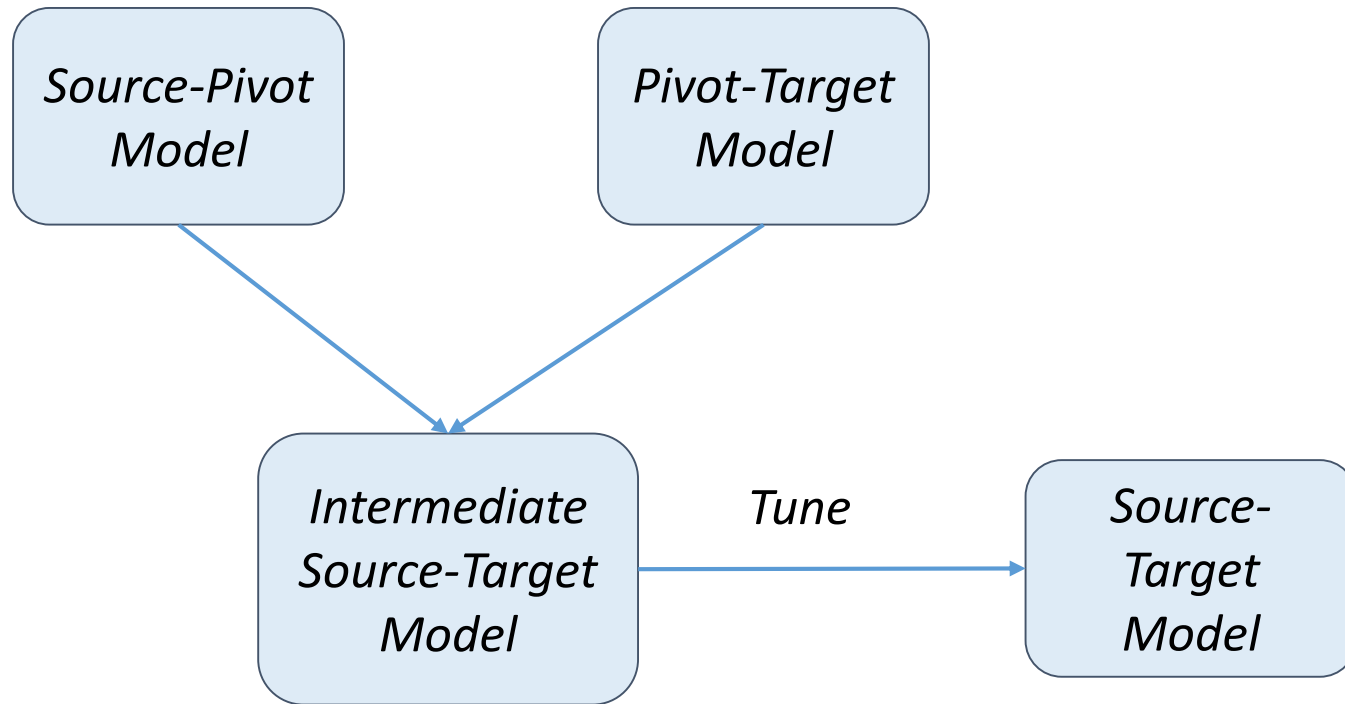 Source-Pivot
Model
Pivot-Target
Model
Intermediate
Source-Target
Model
Tune
Source-
Target
Model